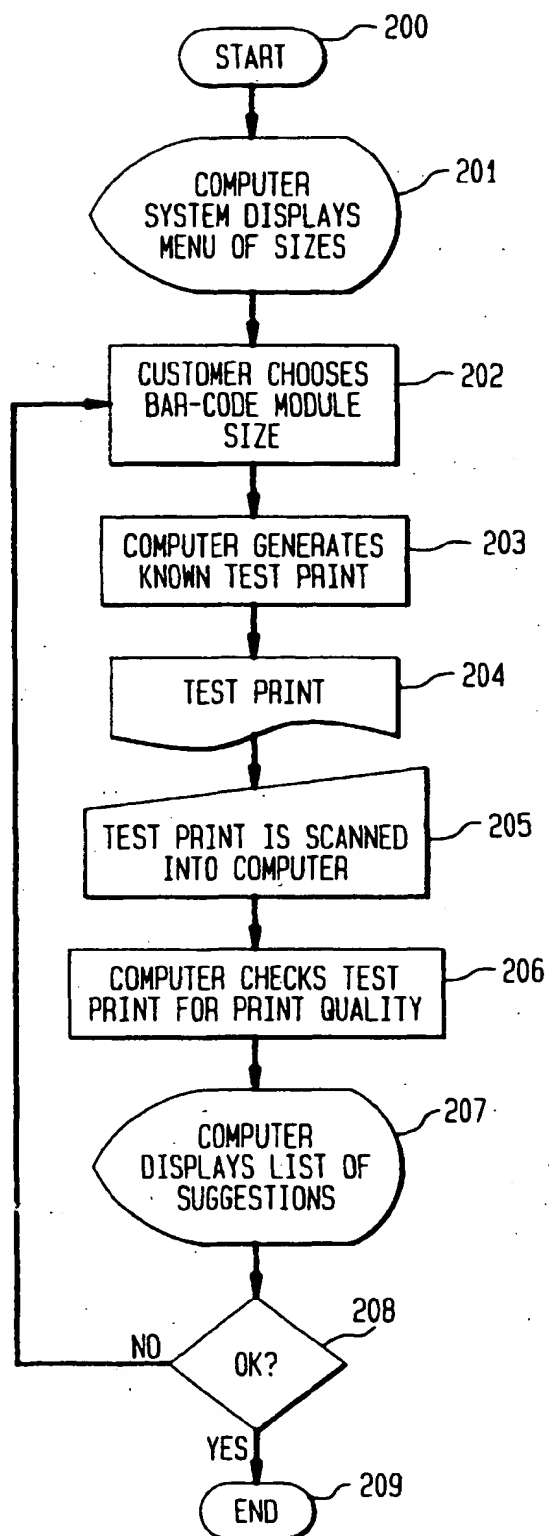 200
START
201
COMPUTER
SYSTEM DISPLAYS
MENU OF SIZES
202
CUSTOMER CHOOSES
BAR-CODE MODULE
SIZE
203
COMPUTER GENERATES
KNOWN TEST PRINT
204
TEST PRINT
205
TEST PRINT IS SCANNED
INTO COMPUTER
206
COMPUTER CHECKS TEST
PRINT FOR PRINT QUALITY
207
COMPUTER
DISPLAYS LIST OF
SUGGESTIONS
208
NO
OK?
YES
209
END